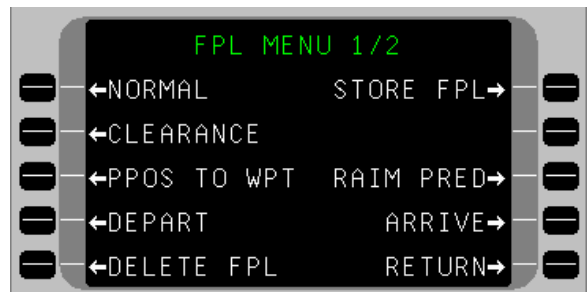 FPL MENU 1/2
←NORMAL STORE FPL→
←CLEARANCE
←PPOS TO WPT RAIM PRED→
←DEPART ARRIVE→
←DELETE FPL RETURN→